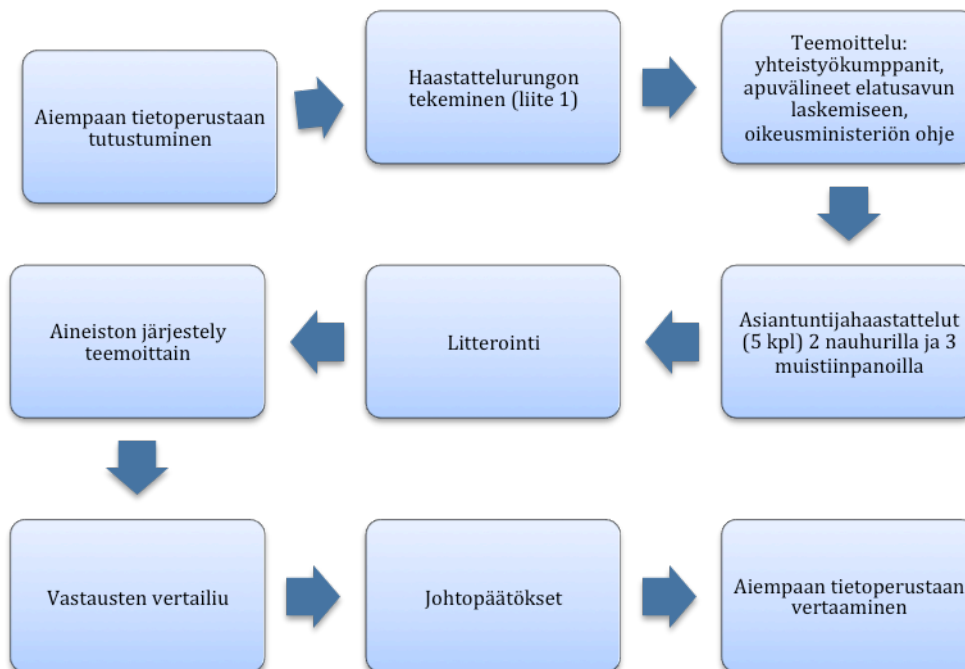 Aiempaan tietoperustaan
tutustuminen
Haastattelurungon
tekeminen (liite 1)
Teemoittelu:
yhteistyökumppanit,
apuvälineet elatusavun
laskemiseen,
oikeusministeriön ohje
Asiantuntijahaastattelut
(5 kpl) 2 nauhurilla ja 3
muistiinpanoilla
Litterointi
Aineiston järjestely
teemoittain
Vastausten vertailiu
Johtopäätökset
Aiempaan tietoperustaan
vertaaminen